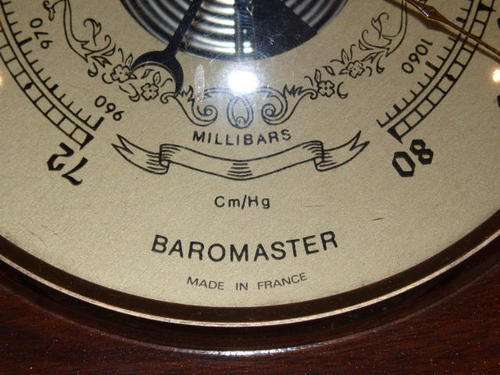 970
960
1060
72
80
MILLIBARS
Cm/Hg
BAROMASTER
MADE IN FRANCE